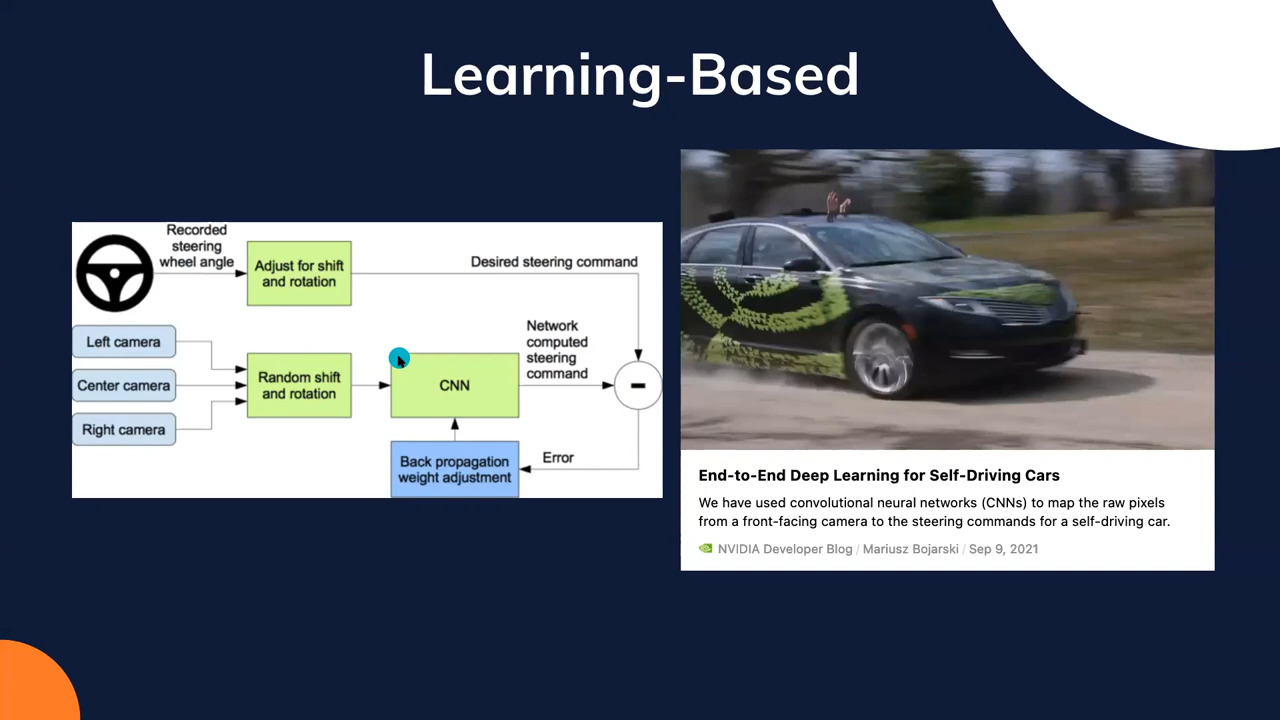 Learning-Based
Recorded
steering
wheel angle
Adjust for shift
and rotation
Desired steering command
Left camera
Center camera
Right camera
Random shift
and rotation
CNN
Network
computed
steering
command
-
Back propagation
weight adjustment
Error
End-to-End Deep Learning for Self-Driving Cars
We have used convolutional neural networks (CNNs) to map the raw pixels
from a front-facing camera to the steering commands for a self-driving car.
NVIDIA Developer Blog / Mariusz Bojarski / Sep 9, 2021